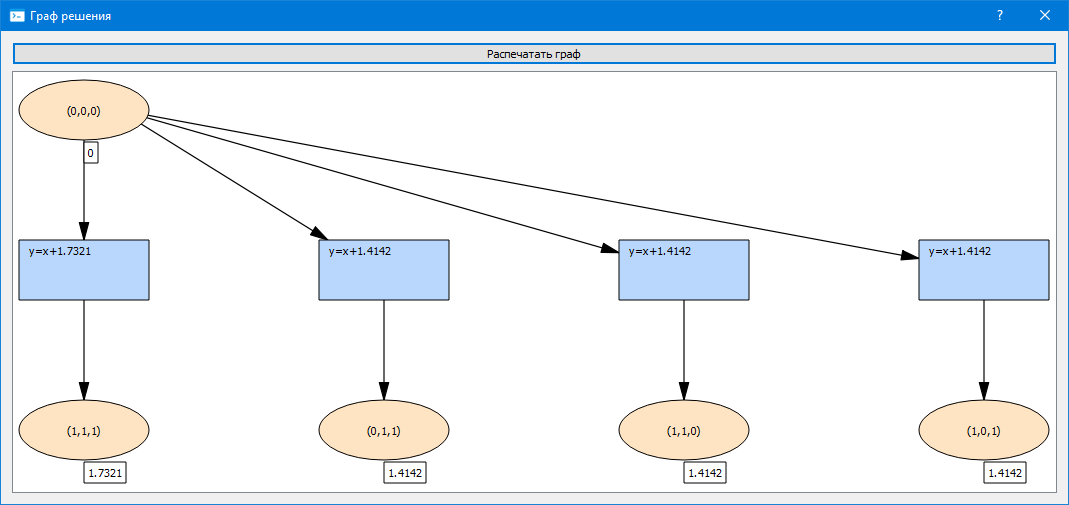 Граф решения
Распечатать граф
(0,0,0)
0
y=x+1.7321
y=x+1.4142
y=x+1.4142
y=x+1.4142
(1,1,1)
(0,1,1)
(1,1,0)
(1,0,1)
1.7321
1.4142
1.4142
1.4142